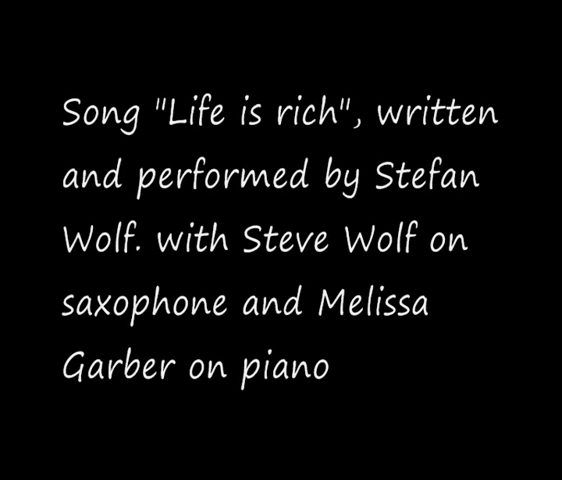 Song "Life is rich", written
and performed by Stefan
Wolf. with Steve Wolf on
saxophone and Melissa
Garber on piano